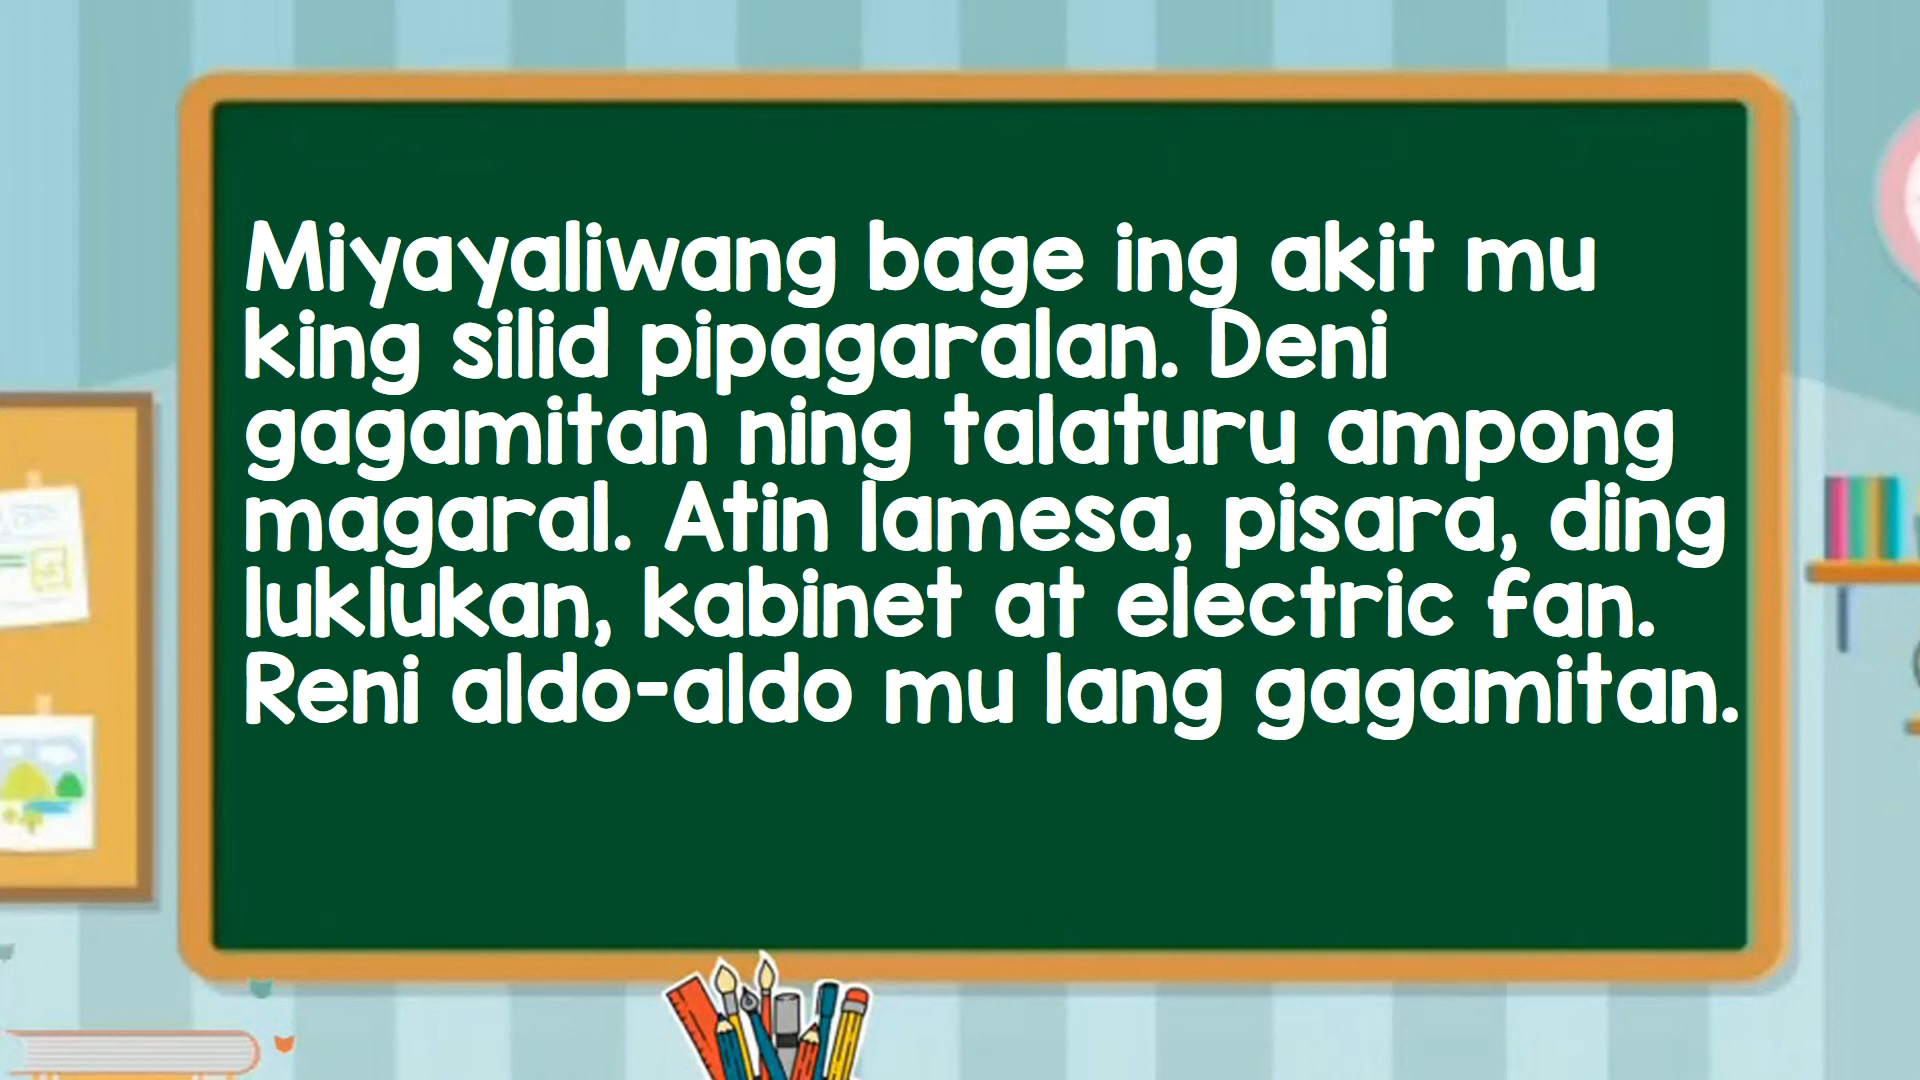 Miyayaliwang bage ing akit mu
king silid pipagaralan. Deni
gagamitan ning talaturu ampong
magaral. Atin lamesa, pisara, ding
luklukan, kabinet at electric fan.
Reni aldo-aldo mu lang gagamitan.